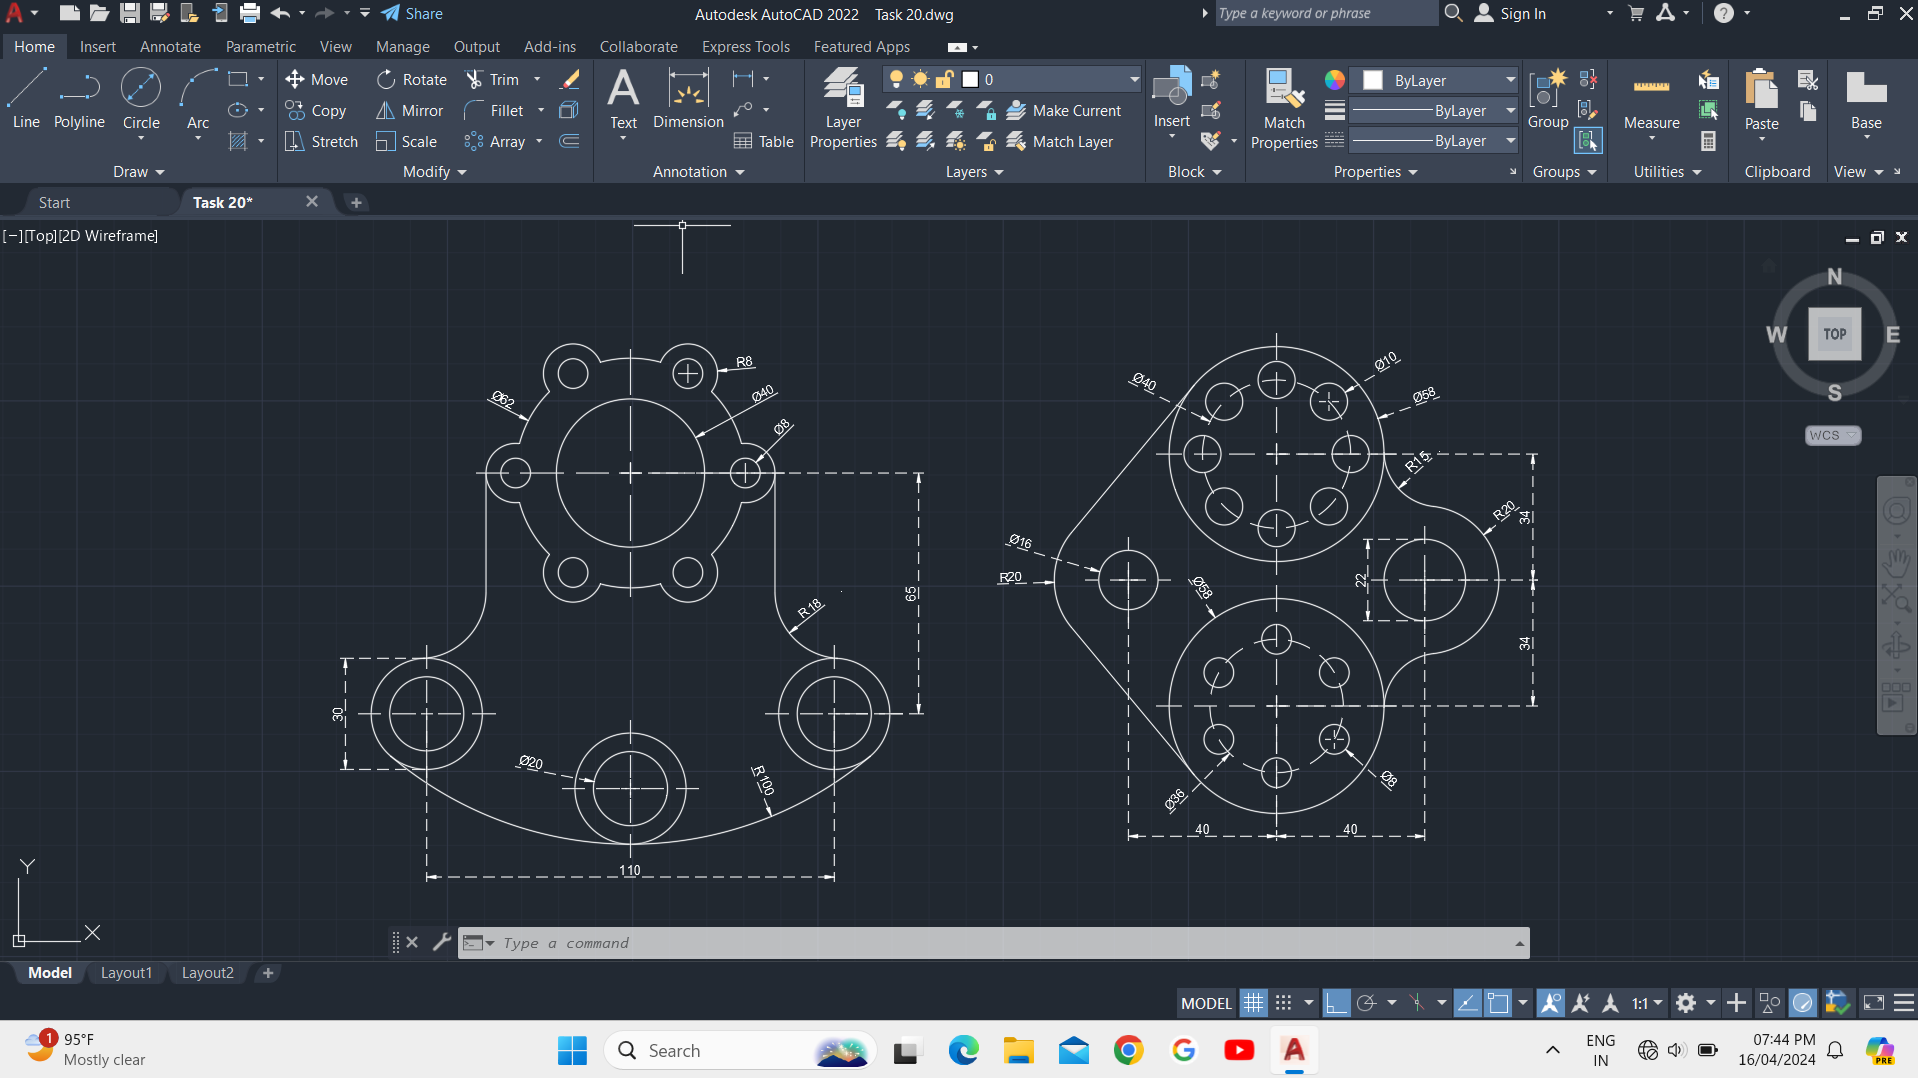 Share
Autodesk AutoCAD 2022 Task 20.dwg
Type a keyword or phrase
Sign In
Home Insert Annotate Parametric View Manage Output Add-ins Collaborate Express Tools Featured Apps
Line Polyline Circle Arc
Move Rotate Trim
Copy Mirror Fillet
Stretch Scale Array
Text Dimension
Table
Layer Properties
0
Make Current
Match Layer
Insert
Match Properties
ByLayer
ByLayer
ByLayer
Group
Measure
Paste
Base
Draw Modify Annotation Layers Block Properties Groups Utilities Clipboard View
Start Task 20*
[−][Top][2D Wireframe]
N
W TOP E
S
WCS
R8
Ø62
Ø40
Ø8
R18
65
30
Ø20
R100
110
Ø40
Ø10
Ø58
R15
R20
34
Ø16
R20
Ø58
22
34
Ø36
Ø8
40 40
Y
X
Type a command
Model Layout1 Layout2
MODEL 1:1
1
95°F
Mostly clear
Search
ENG
IN
07:44 PM
16/04/2024
PRE